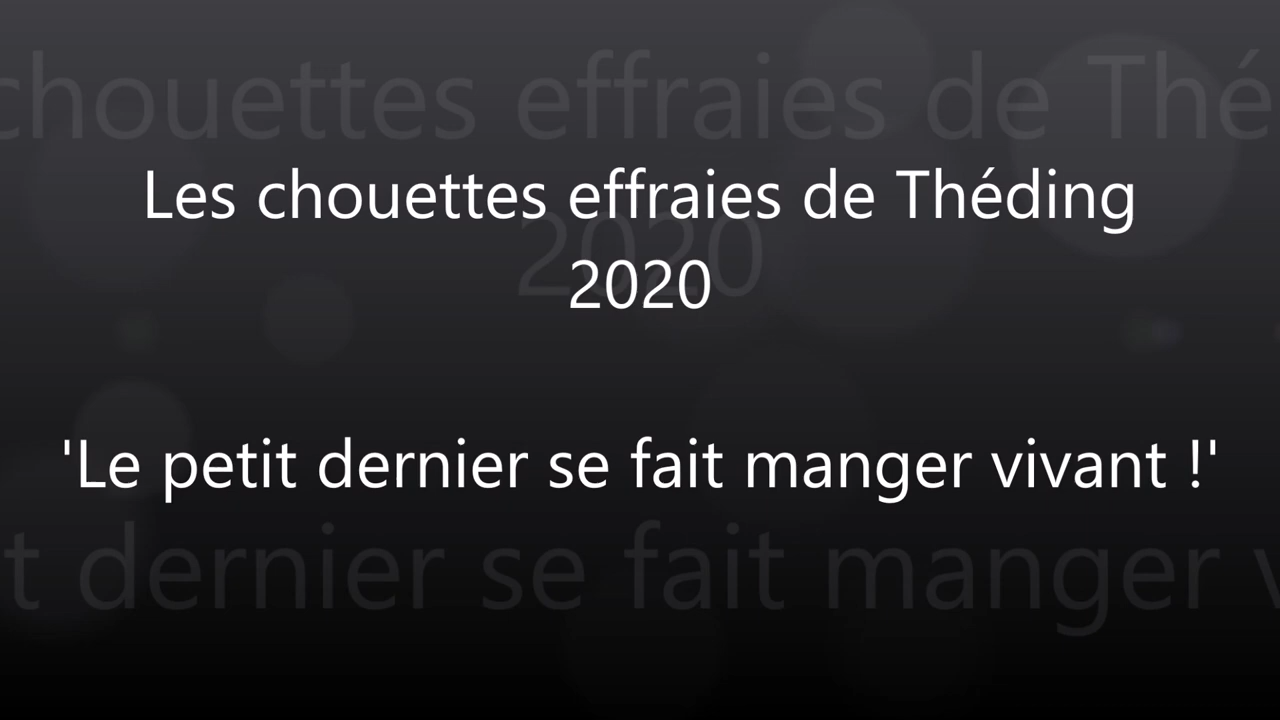 Les chouettes effraies de Théding
2020
'Le petit dernier se fait manger vivant !'